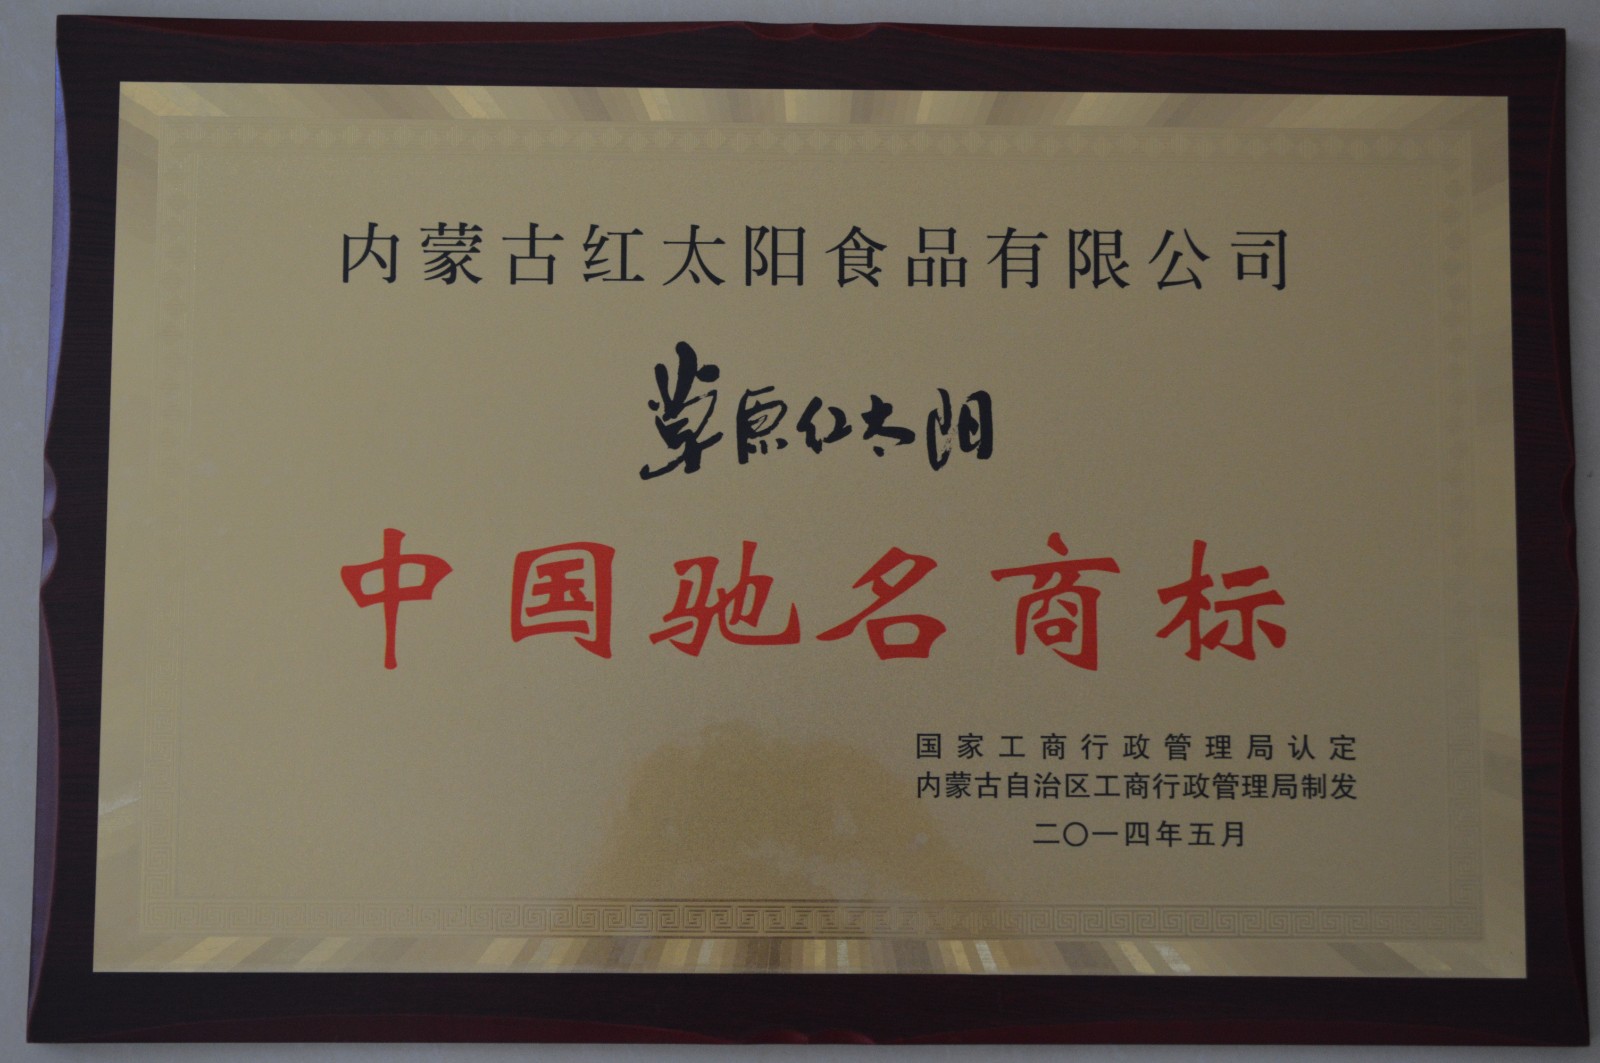 内蒙古红太阳食品有限公司
草原红太阳
中国驰名商标
国家工商行政管理局认定
内蒙古自治区工商行政管理局制发
二〇一四年五月